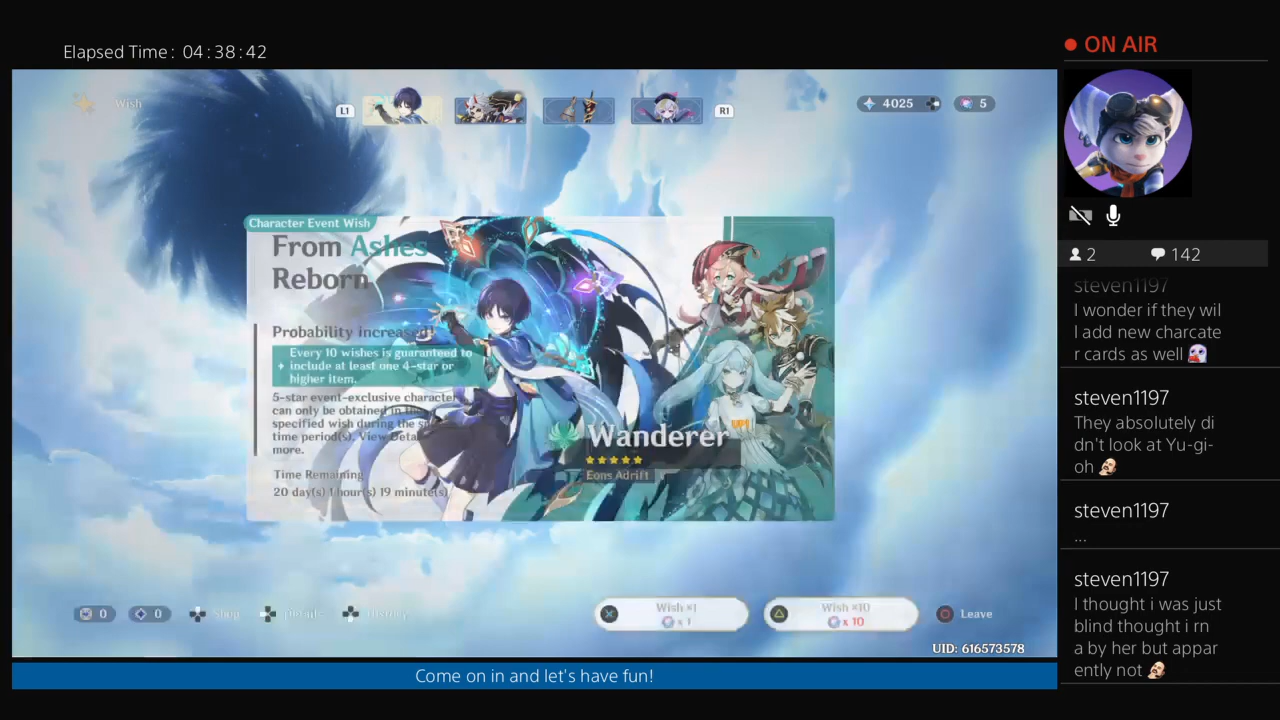 Elapsed Time: 04:38:42
ON AIR
Wish
L1
R1
4025
5
Character Event Wish
From Ashes
Reborn
Probability increased!
Every 10 wishes is guaranteed to
include at least one 4-star or
higher item.
5-star event-exclusive character
can only be obtained in the
specified wish during the
time period(s). View
more.
Time Remaining
20 day(s) 1 hour(s) 19 minute(s)
Wanderer
UP!
Eons Adrift
0
0
Shop
Details
History
Wish ×1
x 1
Wish ×10
x 10
Leave
UID: 616573578
Come on in and let's have fun!
2
142
steven1197
I wonder if they wil
l add new charcate
r cards as well
steven1197
They absolutely di
dn't look at Yu-gi-
oh
steven1197
...
steven1197
I thought i was just
blind thought i rn
a by her but appar
ently not